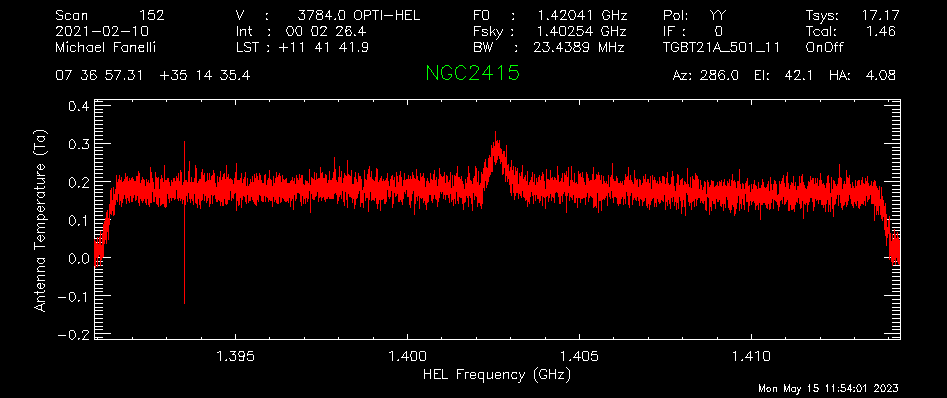 Scan 152 V : 3784.0 OPTI-HEL F0 : 1.42041 GHz Pol: YY Tsys: 17.17
2021-02-10 Int : 00 02 26.4 Fsky : 1.40254 GHz IF : 0 Tcal: 1.46
Michael Fanelli LST : +11 41 41.9 BW : 23.4389 MHz TGBT21A_501_11 OnOff
07 36 57.31 +35 14 35.4 NGC2415 Az: 286.0 El: 42.1 HA: 4.08
0.4
0.3
0.2
0.1
0.0
-0.1
-0.2
Antenna Temperature (Ta)
1.395 1.400 1.405 1.410
HEL Frequency (GHz)
Mon May 15 11:54:01 2023